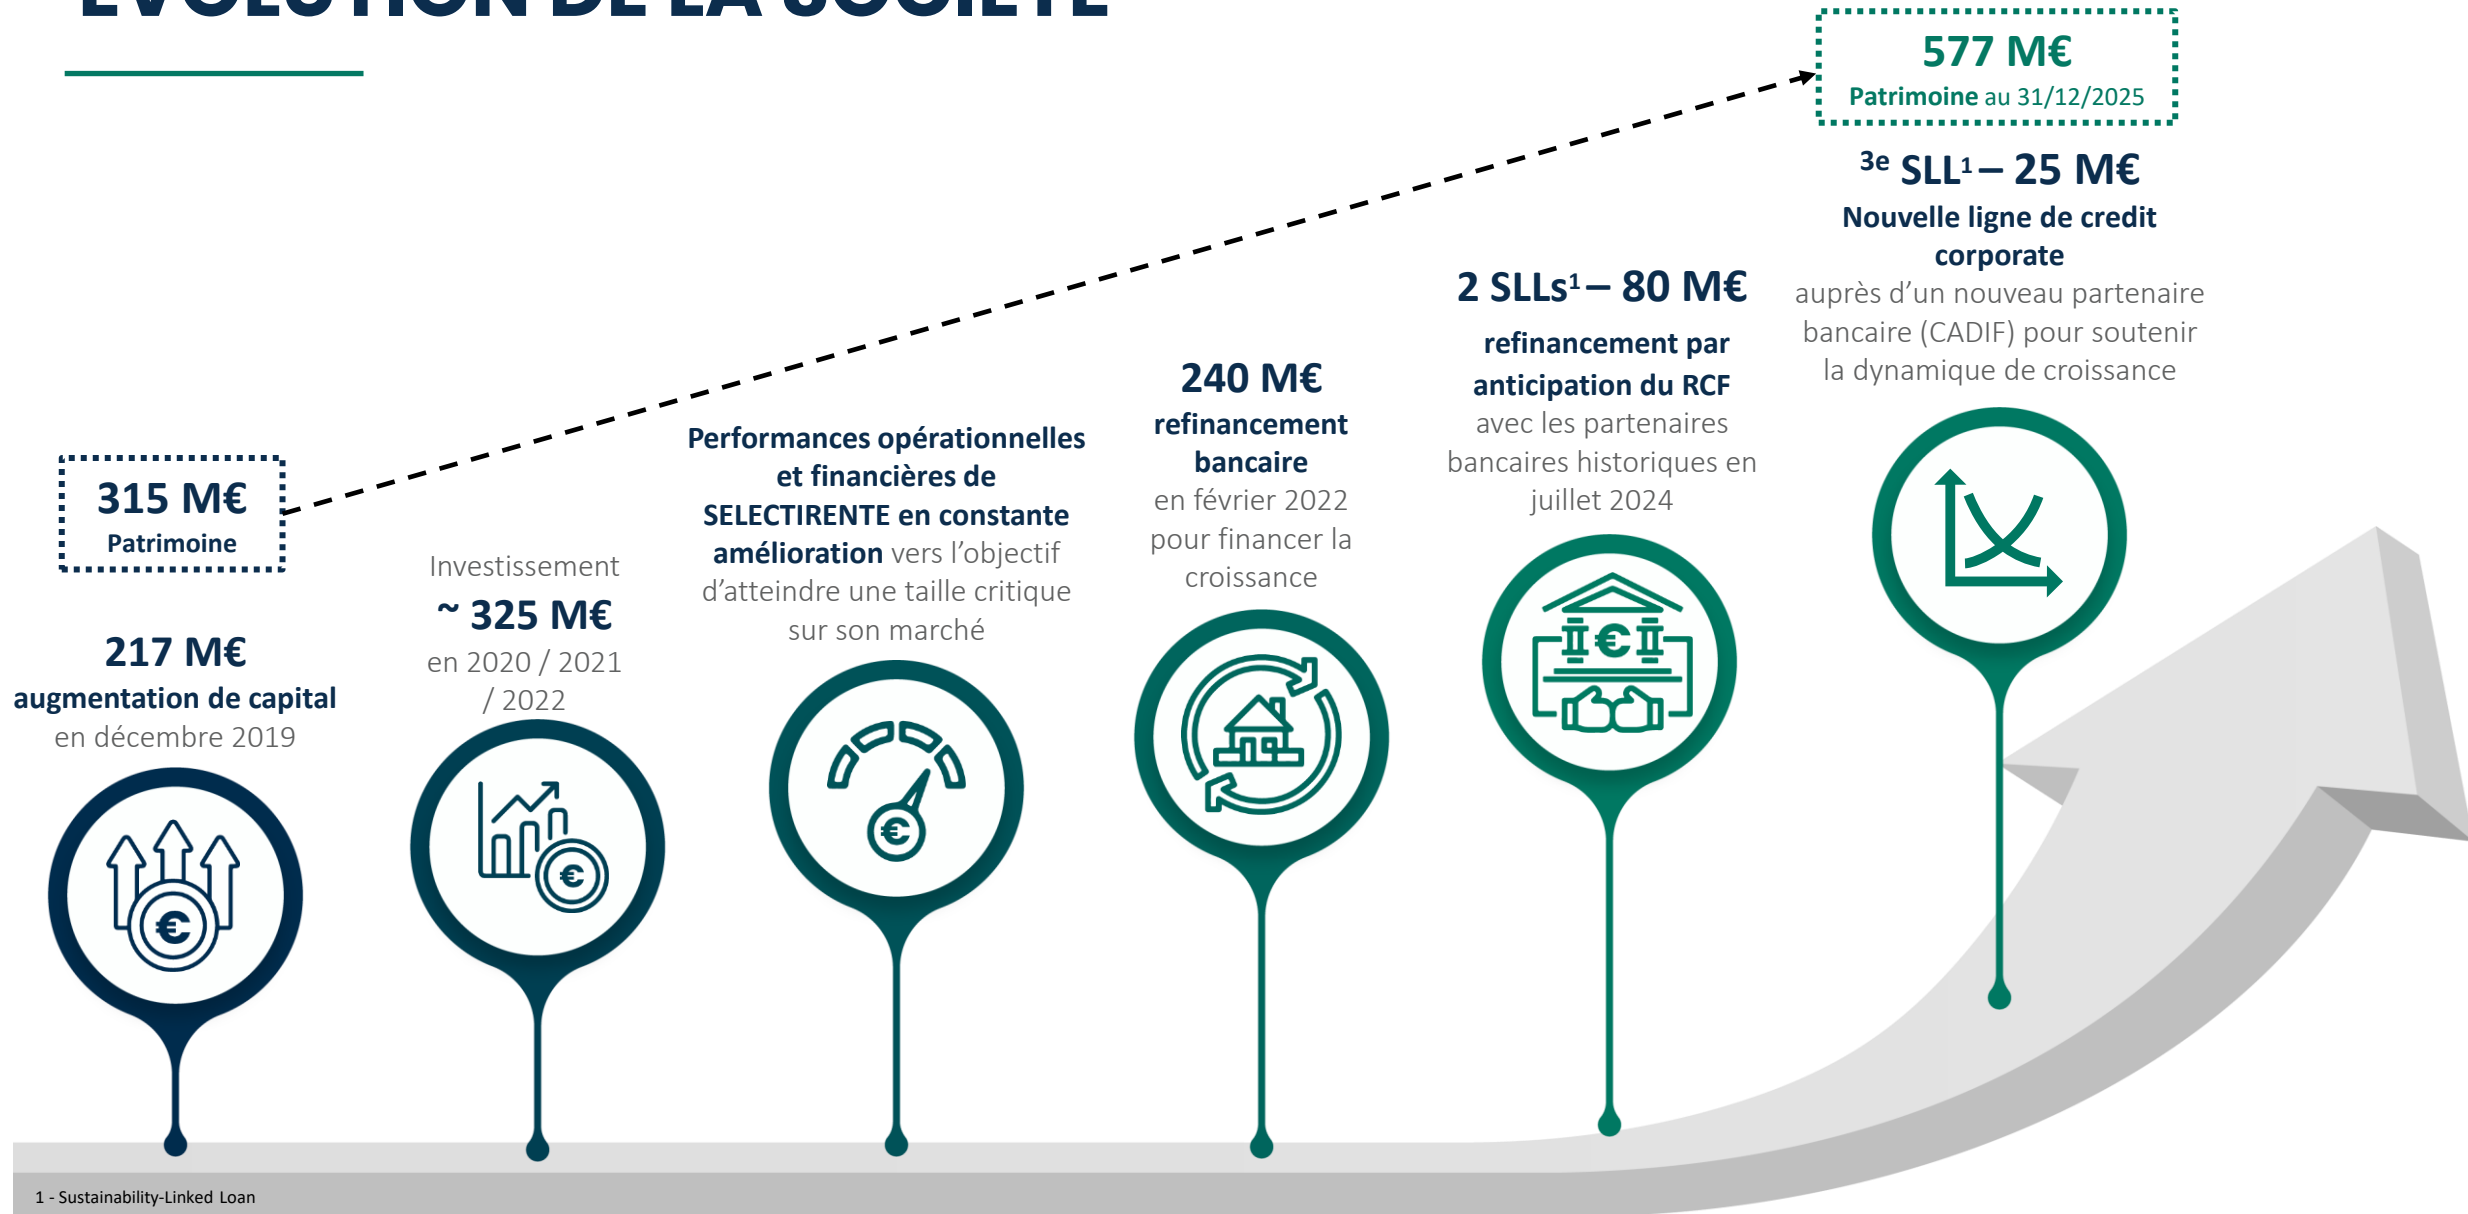 EVOLUTION DE LA SOCIÉTÉ
577 M€
Patrimoine au 31/12/2025
315 M€
Patrimoine
217 M€
augmentation de capital
en décembre 2019
Investissement
~ 325 M€
en 2020 / 2021
/ 2022
Performances opérationnelles
et financières de
SELECTIRENTE en constante
amélioration vers l’objectif
d’atteindre une taille critique
sur son marché
240 M€
refinancement
bancaire
en février 2022
pour financer la
croissance
2 SLLs¹ – 80 M€
refinancement par
anticipation du RCF
avec les partenaires
bancaires historiques en
juillet 2024
3e SLL¹ – 25 M€
Nouvelle ligne de credit
corporate
auprès d’un nouveau partenaire
bancaire (CADIF) pour soutenir
la dynamique de croissance
€
€
€
€
1 - Sustainability-Linked Loan